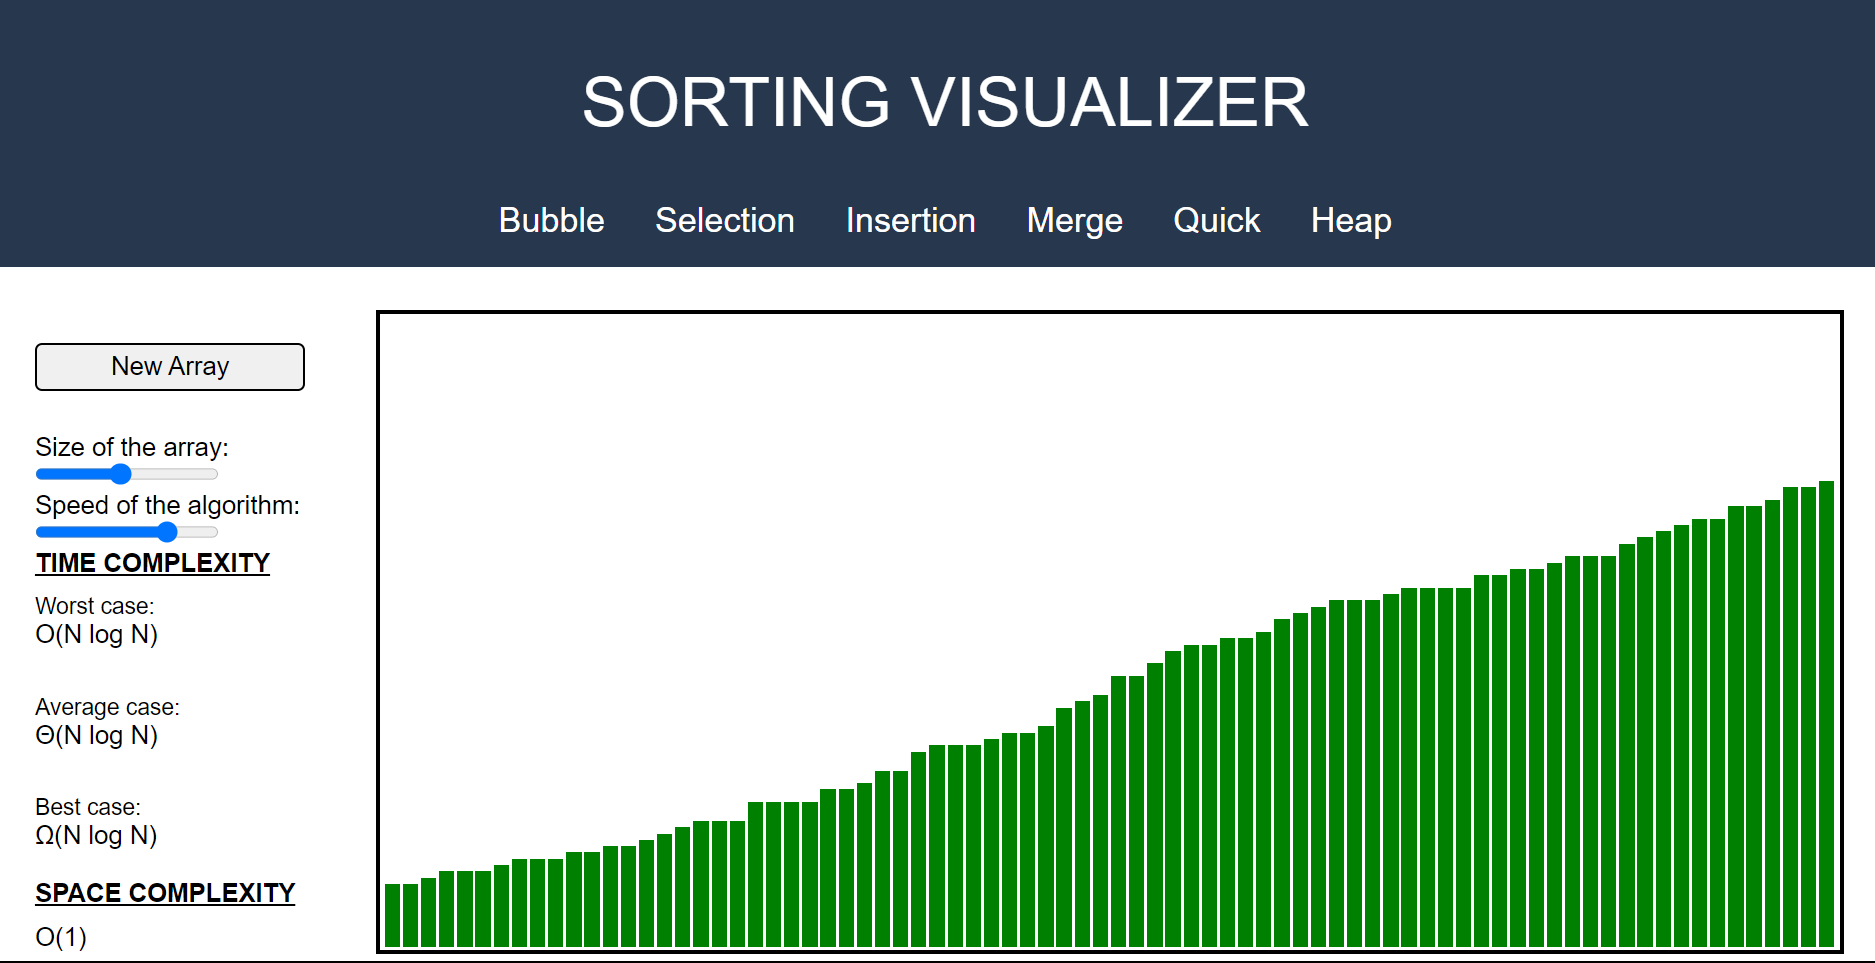 SORTING VISUALIZER
Bubble Selection Insertion Merge Quick Heap
New Array
Size of the array:
Speed of the algorithm:
TIME COMPLEXITY
Worst case:
O(N log N)
Average case:
Θ(N log N)
Best case:
Ω(N log N)
SPACE COMPLEXITY
O(1)